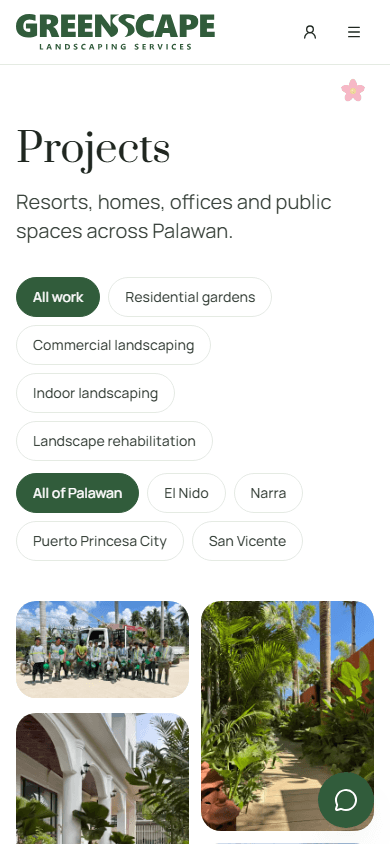 GREENSCAPE
LANDSCAPING SERVICES
Projects
Resorts, homes, offices and public
spaces across Palawan.
All work
Residential gardens
Commercial landscaping
Indoor landscaping
Landscape rehabilitation
All of Palawan
El Nido
Narra
Puerto Princesa City
San Vicente